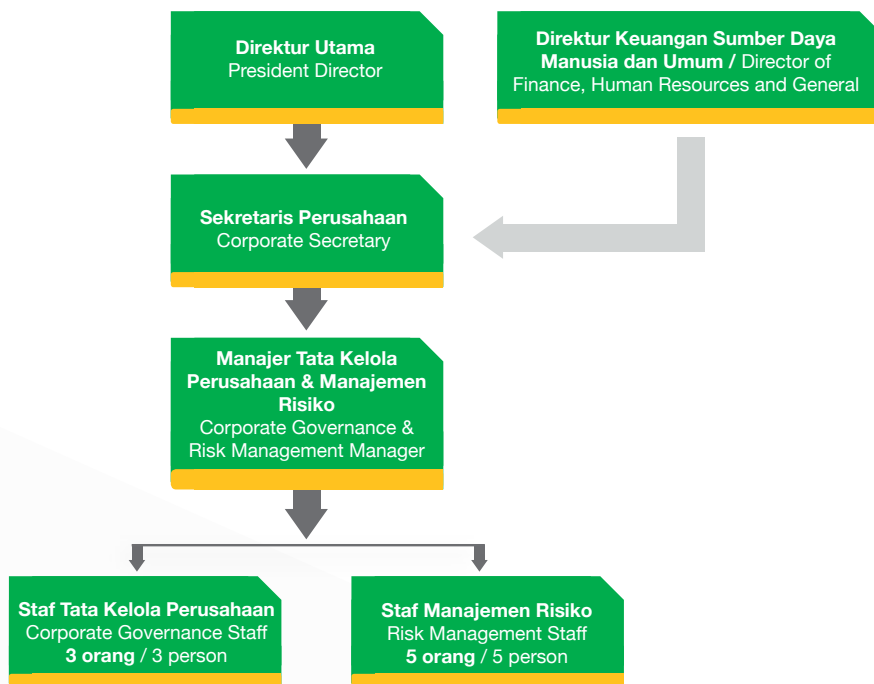 Direktur Utama
President Director
Direktur Keuangan Sumber Daya
Manusia dan Umum / Director of
Finance, Human Resources and General
Sekretaris Perusahaan
Corporate Secretary
Manajer Tata Kelola
Perusahaan & Manajemen
Risiko
Corporate Governance &
Risk Management Manager
Staf Tata Kelola Perusahaan
Corporate Governance Staff
3 orang / 3 person
Staf Manajemen Risiko
Risk Management Staff
5 orang / 5 person